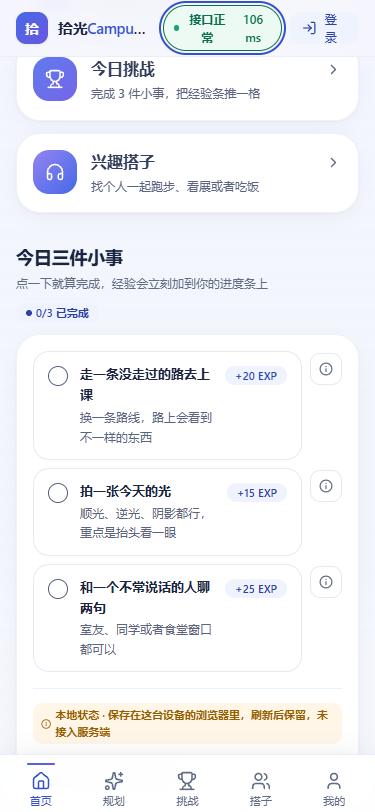 拾 拾光Campu... 接口正常 106 ms 登录
今日挑战
完成 3 件小事，把经验条推一格
兴趣搭子
找个人一起跑步、看展或者吃饭
今日三件小事
点一下就算完成，经验会立刻加到你的进度条上
0/3 已完成
走一条没走过的路去上
课
+20 EXP
换一条路线，路上会看到
不一样的东西
拍一张今天的光
+15 EXP
顺光、逆光、阴影都行，
重点是抬头看一眼
和一个不常说话的人聊
两句
+25 EXP
室友、同学或者食堂窗口
都可以
本地状态 · 保存在这台设备的浏览器里，刷新后保留，未
接入服务端
首页 规划 挑战 搭子 我的